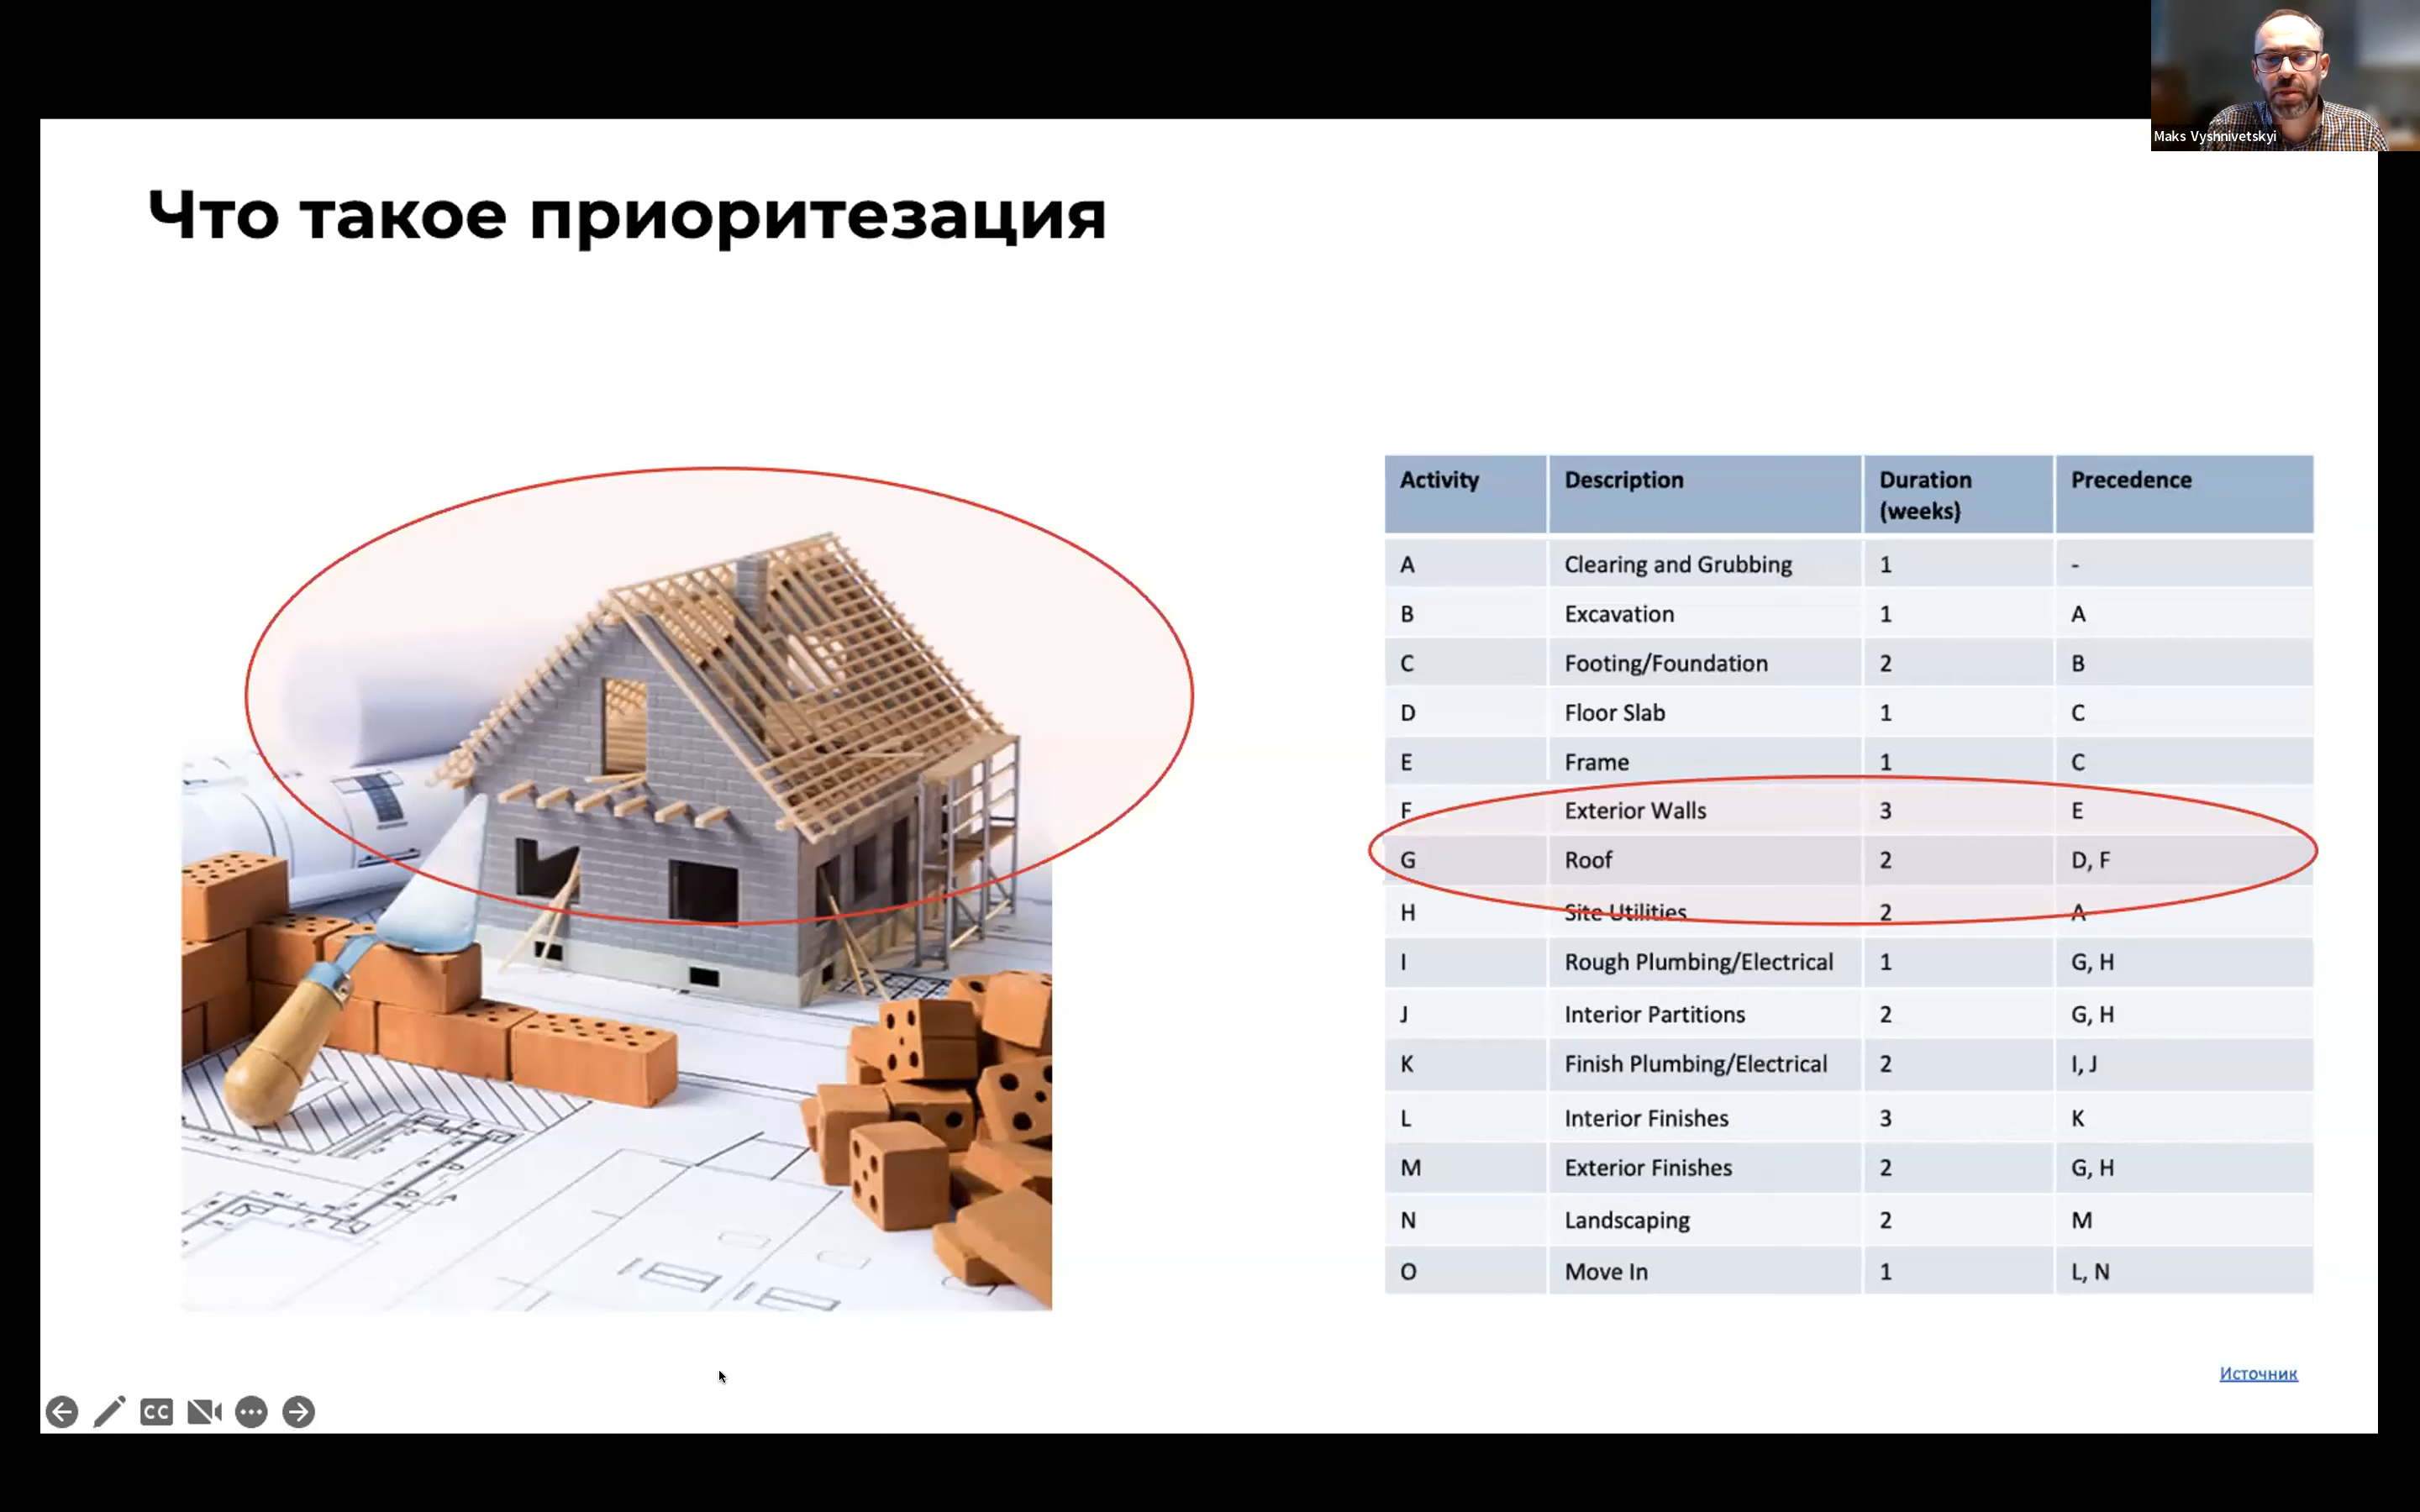 Maks Vyshnivetskyi
Что такое приоритезация
Activity Description Duration (weeks) Precedence
A Clearing and Grubbing 1 -
B Excavation 1 A
C Footing/Foundation 2 B
D Floor Slab 1 C
E Frame 1 C
F Exterior Walls 3 E
G Roof 2 D, F
H Site Utilities 2 A
I Rough Plumbing/Electrical 1 G, H
J Interior Partitions 2 G, H
K Finish Plumbing/Electrical 2 I, J
L Interior Finishes 3 K
M Exterior Finishes 2 G, H
N Landscaping 2 M
O Move In 1 L, N
Источник
CC